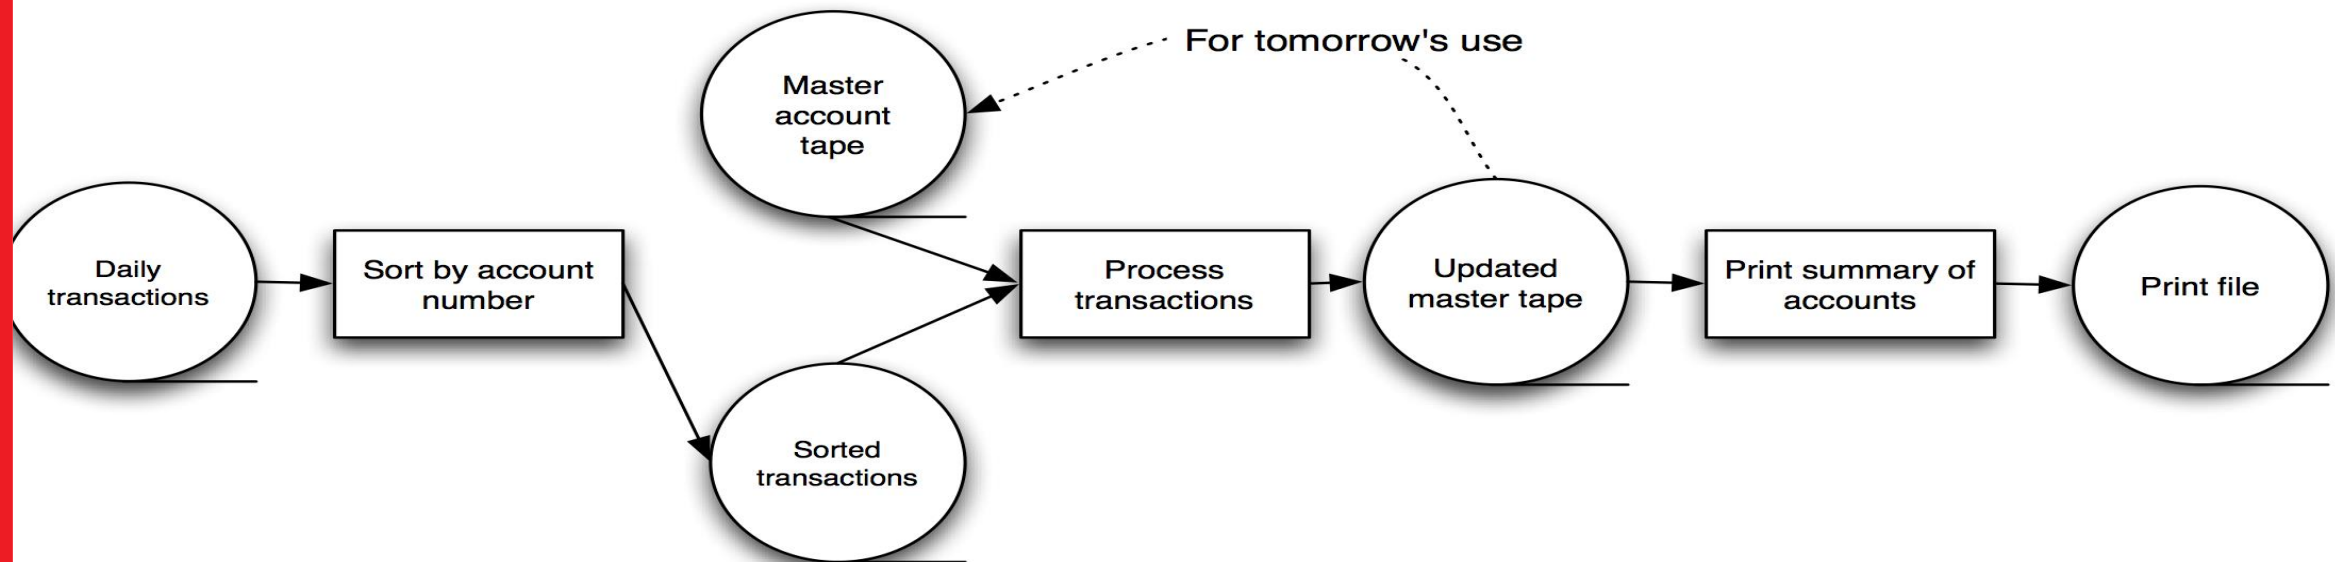 Daily
transactions
Sort by account
number
Master
account
tape
Sorted
transactions
For tomorrow's use
Process
transactions
Updated
master tape
Print summary of
accounts
Print file